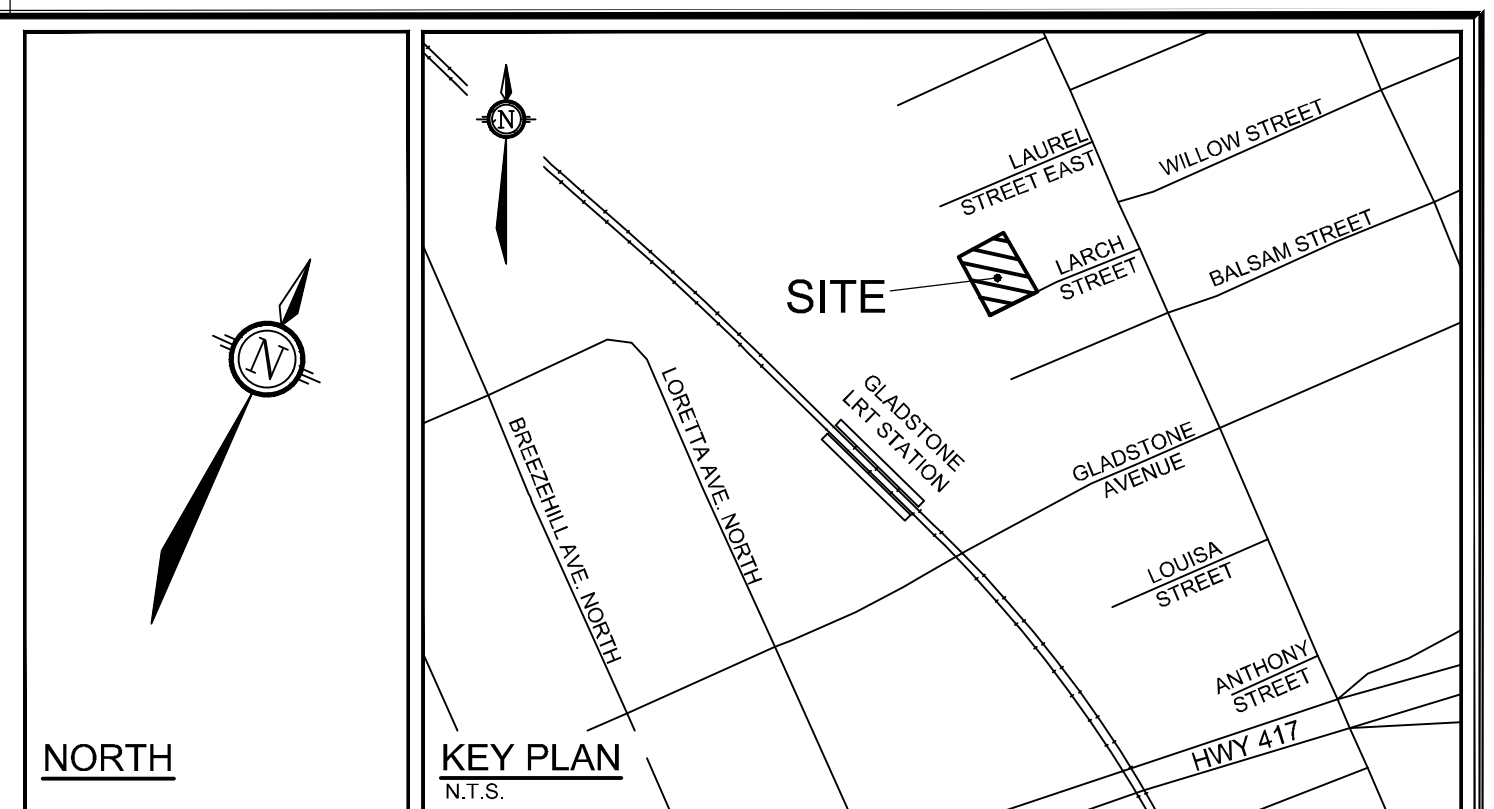 N
N
LAUREL
STREET EAST
WILLOW STREET
LARCH
STREET
BALSAM STREET
SITE
GLADSTONE
LRT STATION
LORETTA AVE. NORTH
BREEZEHILL AVE. NORTH
GLADSTONE
AVENUE
LOUISA
STREET
ANTHONY
STREET
HWY 417
NORTH
KEY PLAN
N.T.S.